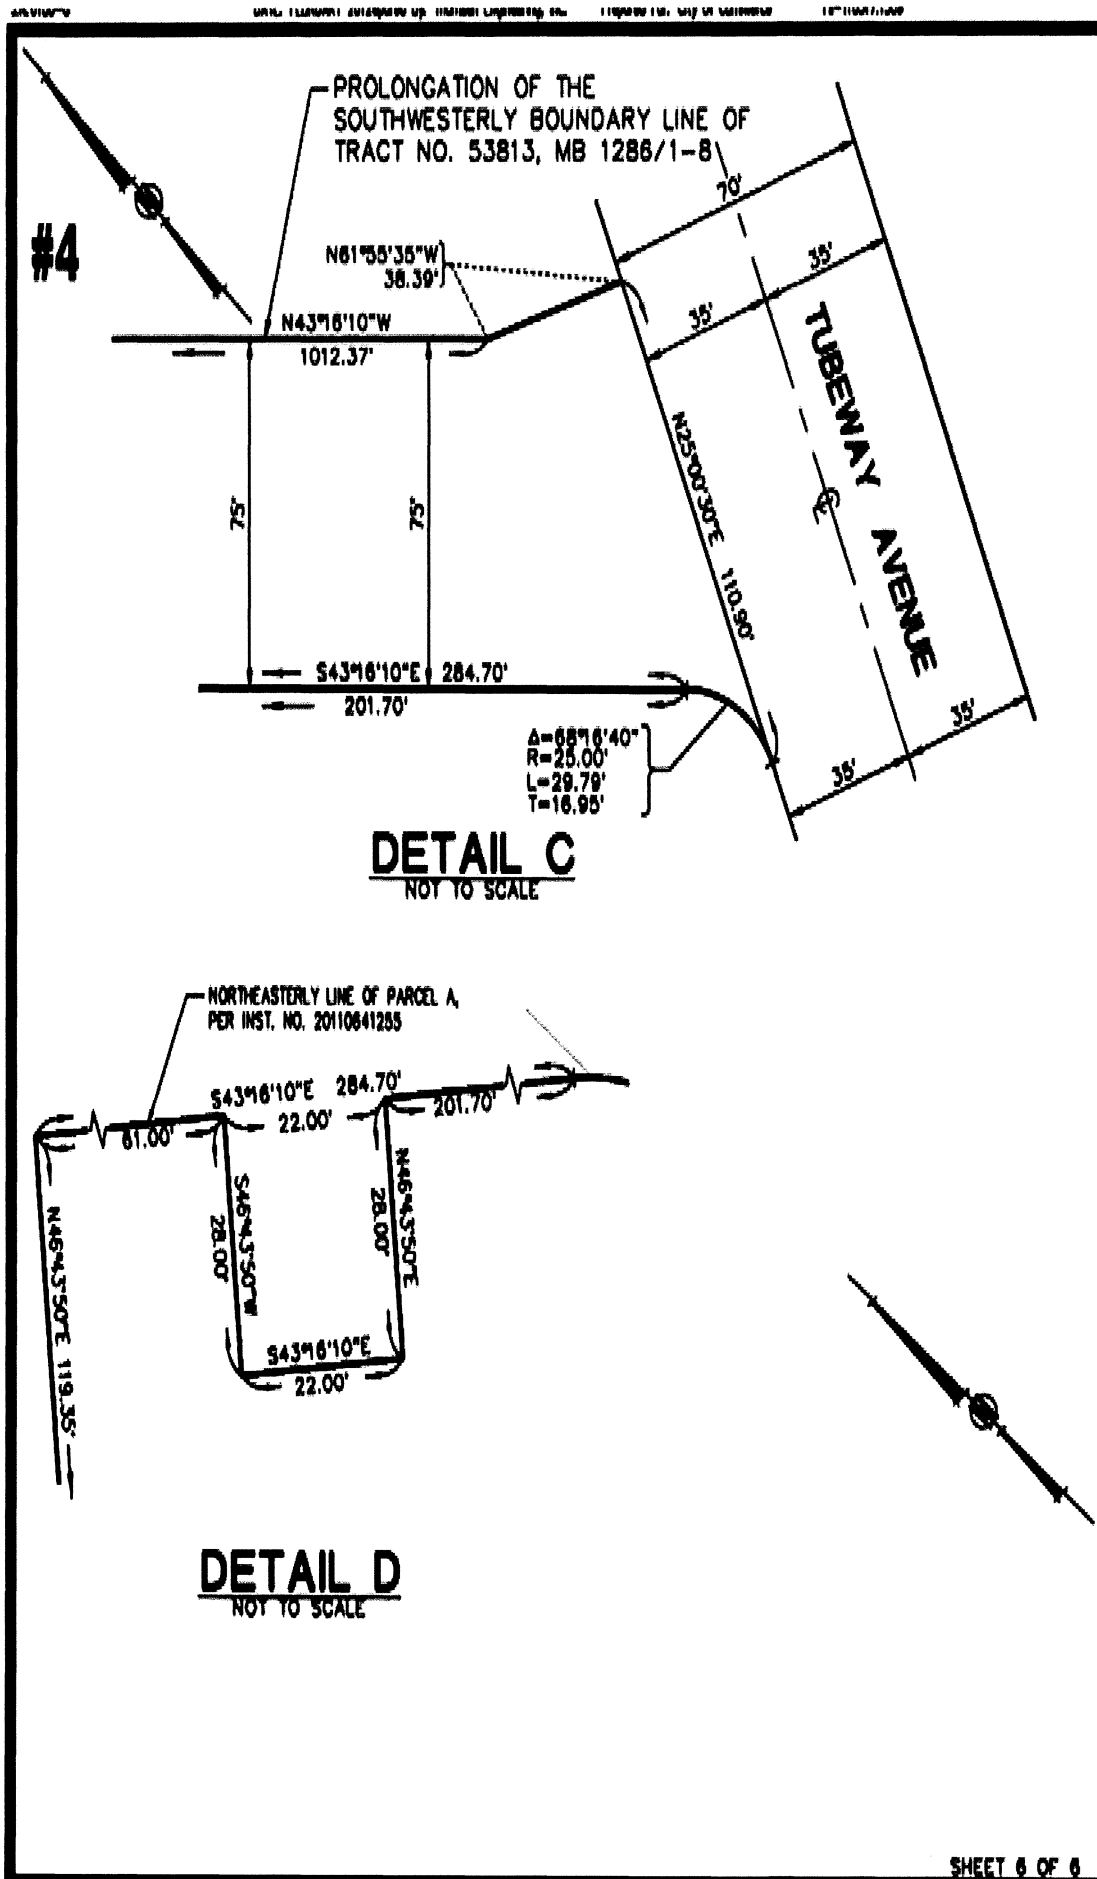 PROLONGATION OF THE
SOUTHWESTERLY BOUNDARY LINE OF
TRACT NO. 53813, MB 1286/1-8
#4
70'
N61°55'35"W
38.39'
35'
35'
N43°16'10"W
1012.37'
TUBEWAY AVENUE
N25°00'30"E 110.90'
75'
75'
S43°16'10"E 284.70'
201.70'
35'
35'
Δ=68°16'40"
R=25.00'
L=29.79'
T=16.95'
DETAIL C
NOT TO SCALE
NORTHEASTERLY LINE OF PARCEL A,
PER INST. NO. 20110641255
S43°16'10"E 284.70'
61.00'
22.00'
201.70'
N46°43'50"E 119.35'
S46°43'50"W
28.00'
N46°43'50"E
28.00'
S43°16'10"E
22.00'
DETAIL D
NOT TO SCALE
SHEET 6 OF 6